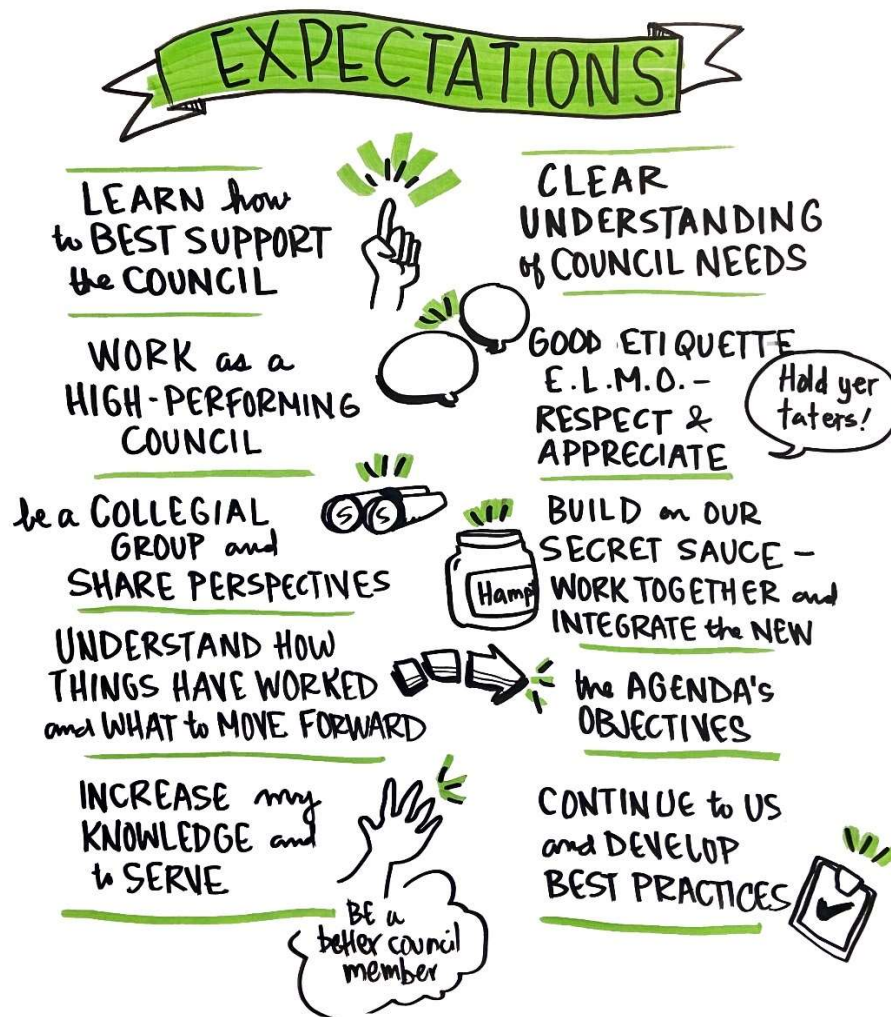 EXPECTATIONS
LEARN how
to BEST SUPPORT
the COUNCIL
WORK as a
HIGH-PERFORMING
COUNCIL
be a COLLEGIAL
GROUP and
SHARE PERSPECTIVES
S S
UNDERSTAND HOW
THINGS HAVE WORKED
and WHAT to MOVE FORWARD
INCREASE my
KNOWLEDGE and
to SERVE
BE a
better council
member
CLEAR
UNDERSTANDING
of COUNCIL NEEDS
GOOD ETIQUETTE
E.L.M.O. -
RESPECT &
APPRECIATE
Hold yer
taters!
Hamp
BUILD on OUR
SECRET SAUCE -
WORK TOGETHER and
INTEGRATE the NEW
the AGENDA'S
OBJECTIVES
CONTINUE to US
and DEVELOP
BEST PRACTICES